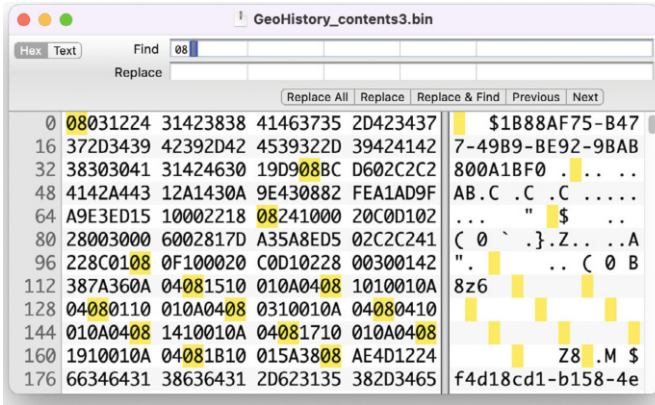 GeoHistory_contents3.bin
Hex Text Find 08
Replace
Replace All Replace Replace & Find Previous Next
0 08031224 31423838 41463735 2D423437 $1B88AF75-B47
16 372D3439 42392D42 4539322D 39424142 7-49B9-BE92-9BAB
32 38303041 31424630 19D908BC D602C2C2 800A1BF0 . . . . .
48 4142A443 12A1430A 9E430882 FEA1AD9F AB.C .C .C .....
64 A9E3ED15 10002218 08241000 20C0D102 ... " $ ..
80 28003000 6002817D A35A8ED5 02C2C241 ( 0 ` .}.Z.. ..A
96 228C0108 0F100020 C0D10228 00300142 ". .. ( 0 B
112 387A360A 04081510 010A0408 1010010A 8z6
128 04080110 010A0408 0310010A 04080410
144 010A0408 1410010A 04081710 010A0408
160 1910010A 04081B10 015A3808 AE4D1224 Z8 .M $
176 66346431 38636431 2D623135 382D3465 f4d18cd1-b158-4e